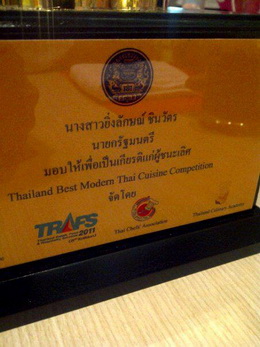 นางสาวยิ่งลักษณ์ ชินวัตร
นายกรัฐมนตรี
มอบให้เพื่อเป็นเกียรติแก่ผู้ชนะเลิศ
Thailand Best Modern Thai Cuisine Competition
จัดโดย
TRAFS
2011
Thai Chefs' Association
Thailand Culinary Academy